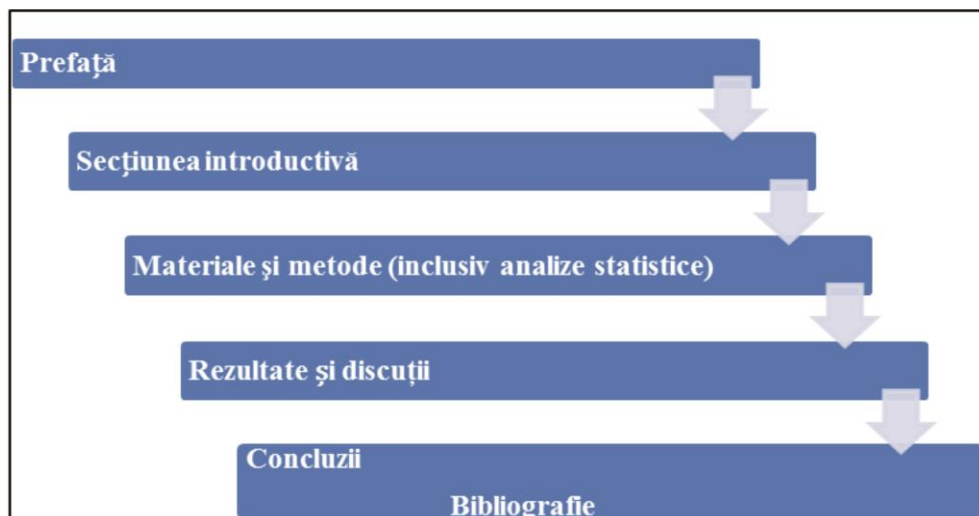 Prefață
Secțiunea introductivă
Materiale și metode (inclusiv analize statistice)
Rezultate și discuții
Concluzii
Bibliografie